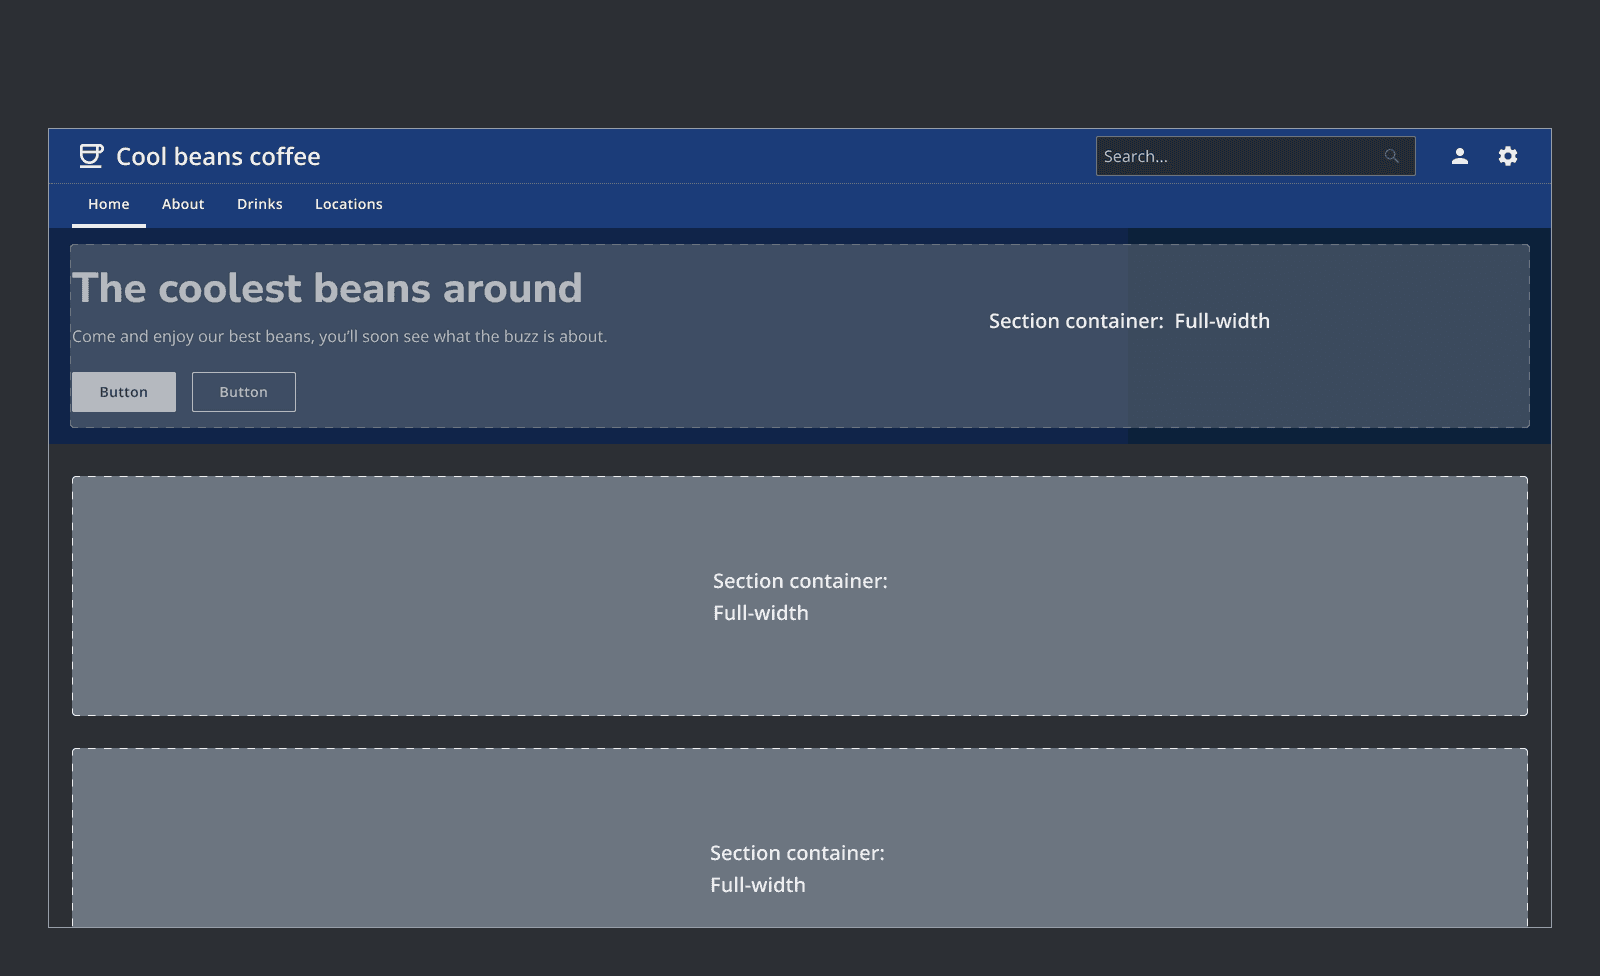 Cool beans coffee
Search...
Home About Drinks Locations
The coolest beans around
Come and enjoy our best beans, you’ll soon see what the buzz is about.
Section container: Full-width
Button Button
Section container:
Full-width
Section container:
Full-width